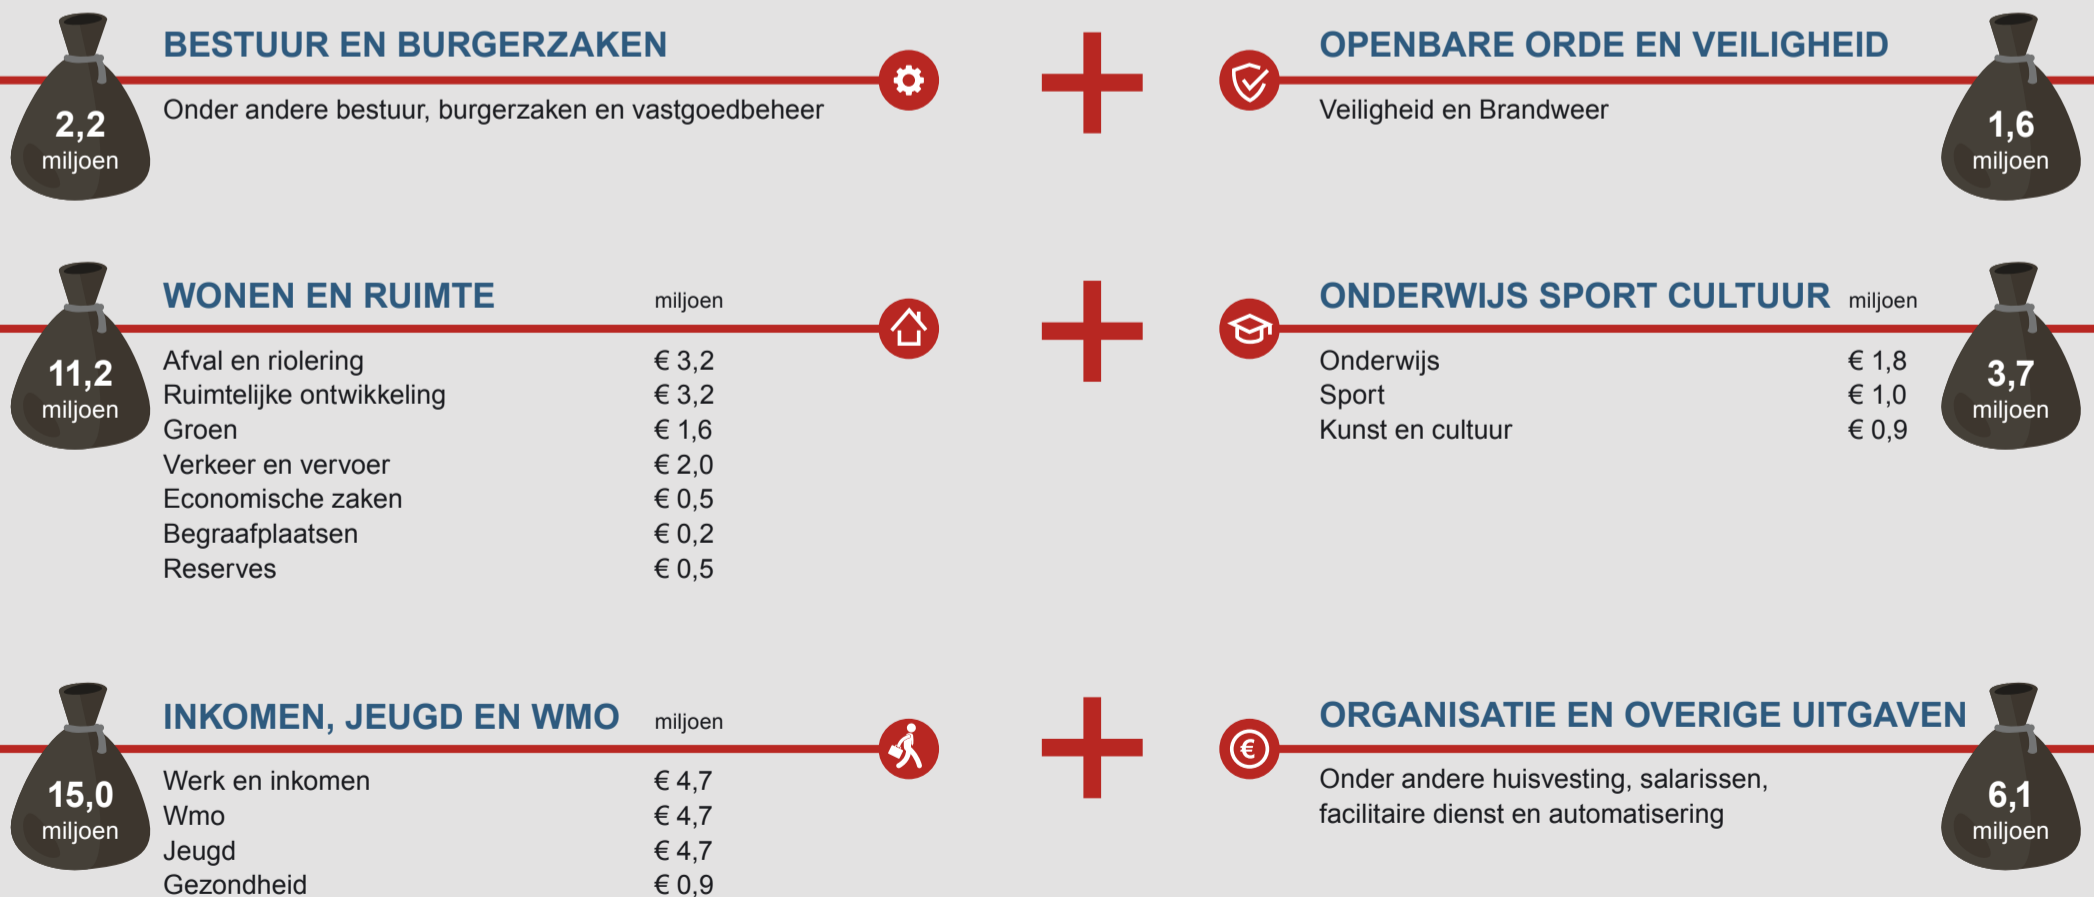 BESTUUR EN BURGERZAKEN
Onder andere bestuur, burgerzaken en vastgoedbeheer
2,2
miljoen
OPENBARE ORDE EN VEILIGHEID
Veiligheid en Brandweer
1,6
miljoen
WONEN EN RUIMTE miljoen
Afval en riolering € 3,2
Ruimtelijke ontwikkeling € 3,2
Groen € 1,6
Verkeer en vervoer € 2,0
Economische zaken € 0,5
Begraafplaatsen € 0,2
Reserves € 0,5
11,2
miljoen
ONDERWIJS SPORT CULTUUR miljoen
Onderwijs € 1,8
Sport € 1,0
Kunst en cultuur € 0,9
3,7
miljoen
INKOMEN, JEUGD EN WMO miljoen
Werk en inkomen € 4,7
Wmo € 4,7
Jeugd € 4,7
Gezondheid € 0,9
15,0
miljoen
ORGANISATIE EN OVERIGE UITGAVEN
€
Onder andere huisvesting, salarissen,
facilitaire dienst en automatisering
6,1
miljoen